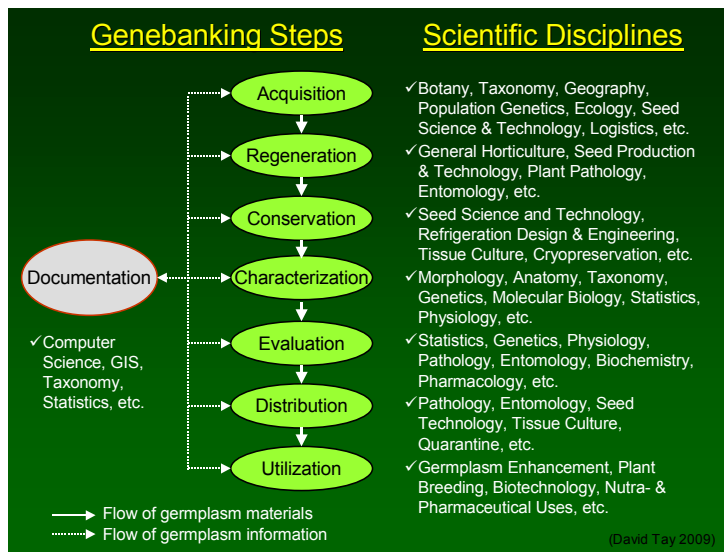 Genebanking Steps
Scientific Disciplines
Acquisition
✓Botany, Taxonomy, Geography,
Population Genetics, Ecology, Seed
Science & Technology, Logistics, etc.
Regeneration
✓General Horticulture, Seed Production
& Technology, Plant Pathology,
Entomology, etc.
Conservation
✓Seed Science and Technology,
Refrigeration Design & Engineering,
Tissue Culture, Cryopreservation, etc.
Documentation
Characterization
✓Morphology, Anatomy, Taxonomy,
Genetics, Molecular Biology, Statistics,
Physiology, etc.
✓Computer
Science, GIS,
Taxonomy,
Statistics, etc.
Evaluation
✓Statistics, Genetics, Physiology,
Pathology, Entomology, Biochemistry,
Pharmacology, etc.
Distribution
✓Pathology, Entomology, Seed
Technology, Tissue Culture,
Quarantine, etc.
Utilization
✓Germplasm Enhancement, Plant
Breeding, Biotechnology, Nutra- &
Pharmaceutical Uses, etc.
Flow of germplasm materials
Flow of germplasm information
(David Tay 2009)